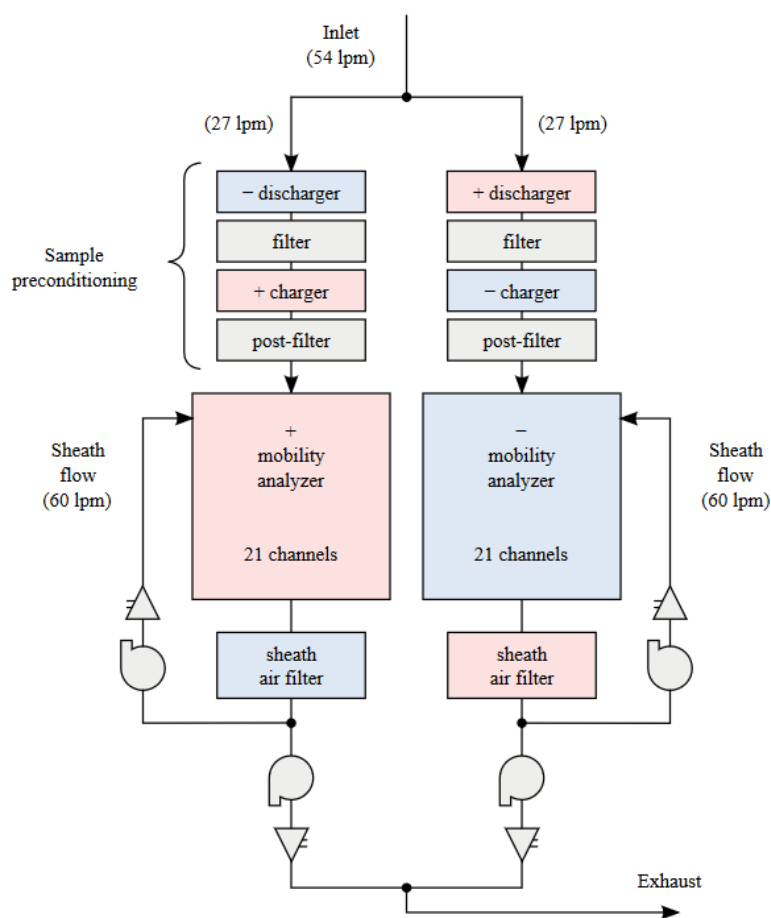 Inlet
(54 lpm)
(27 lpm)
(27 lpm)
− discharger
+ discharger
filter
filter
Sample
preconditioning
+ charger
− charger
post-filter
post-filter
+
mobility
analyzer
21 channels
−
mobility
analyzer
21 channels
Sheath
flow
(60 lpm)
Sheath
flow
(60 lpm)
sheath
air filter
sheath
air filter
Exhaust